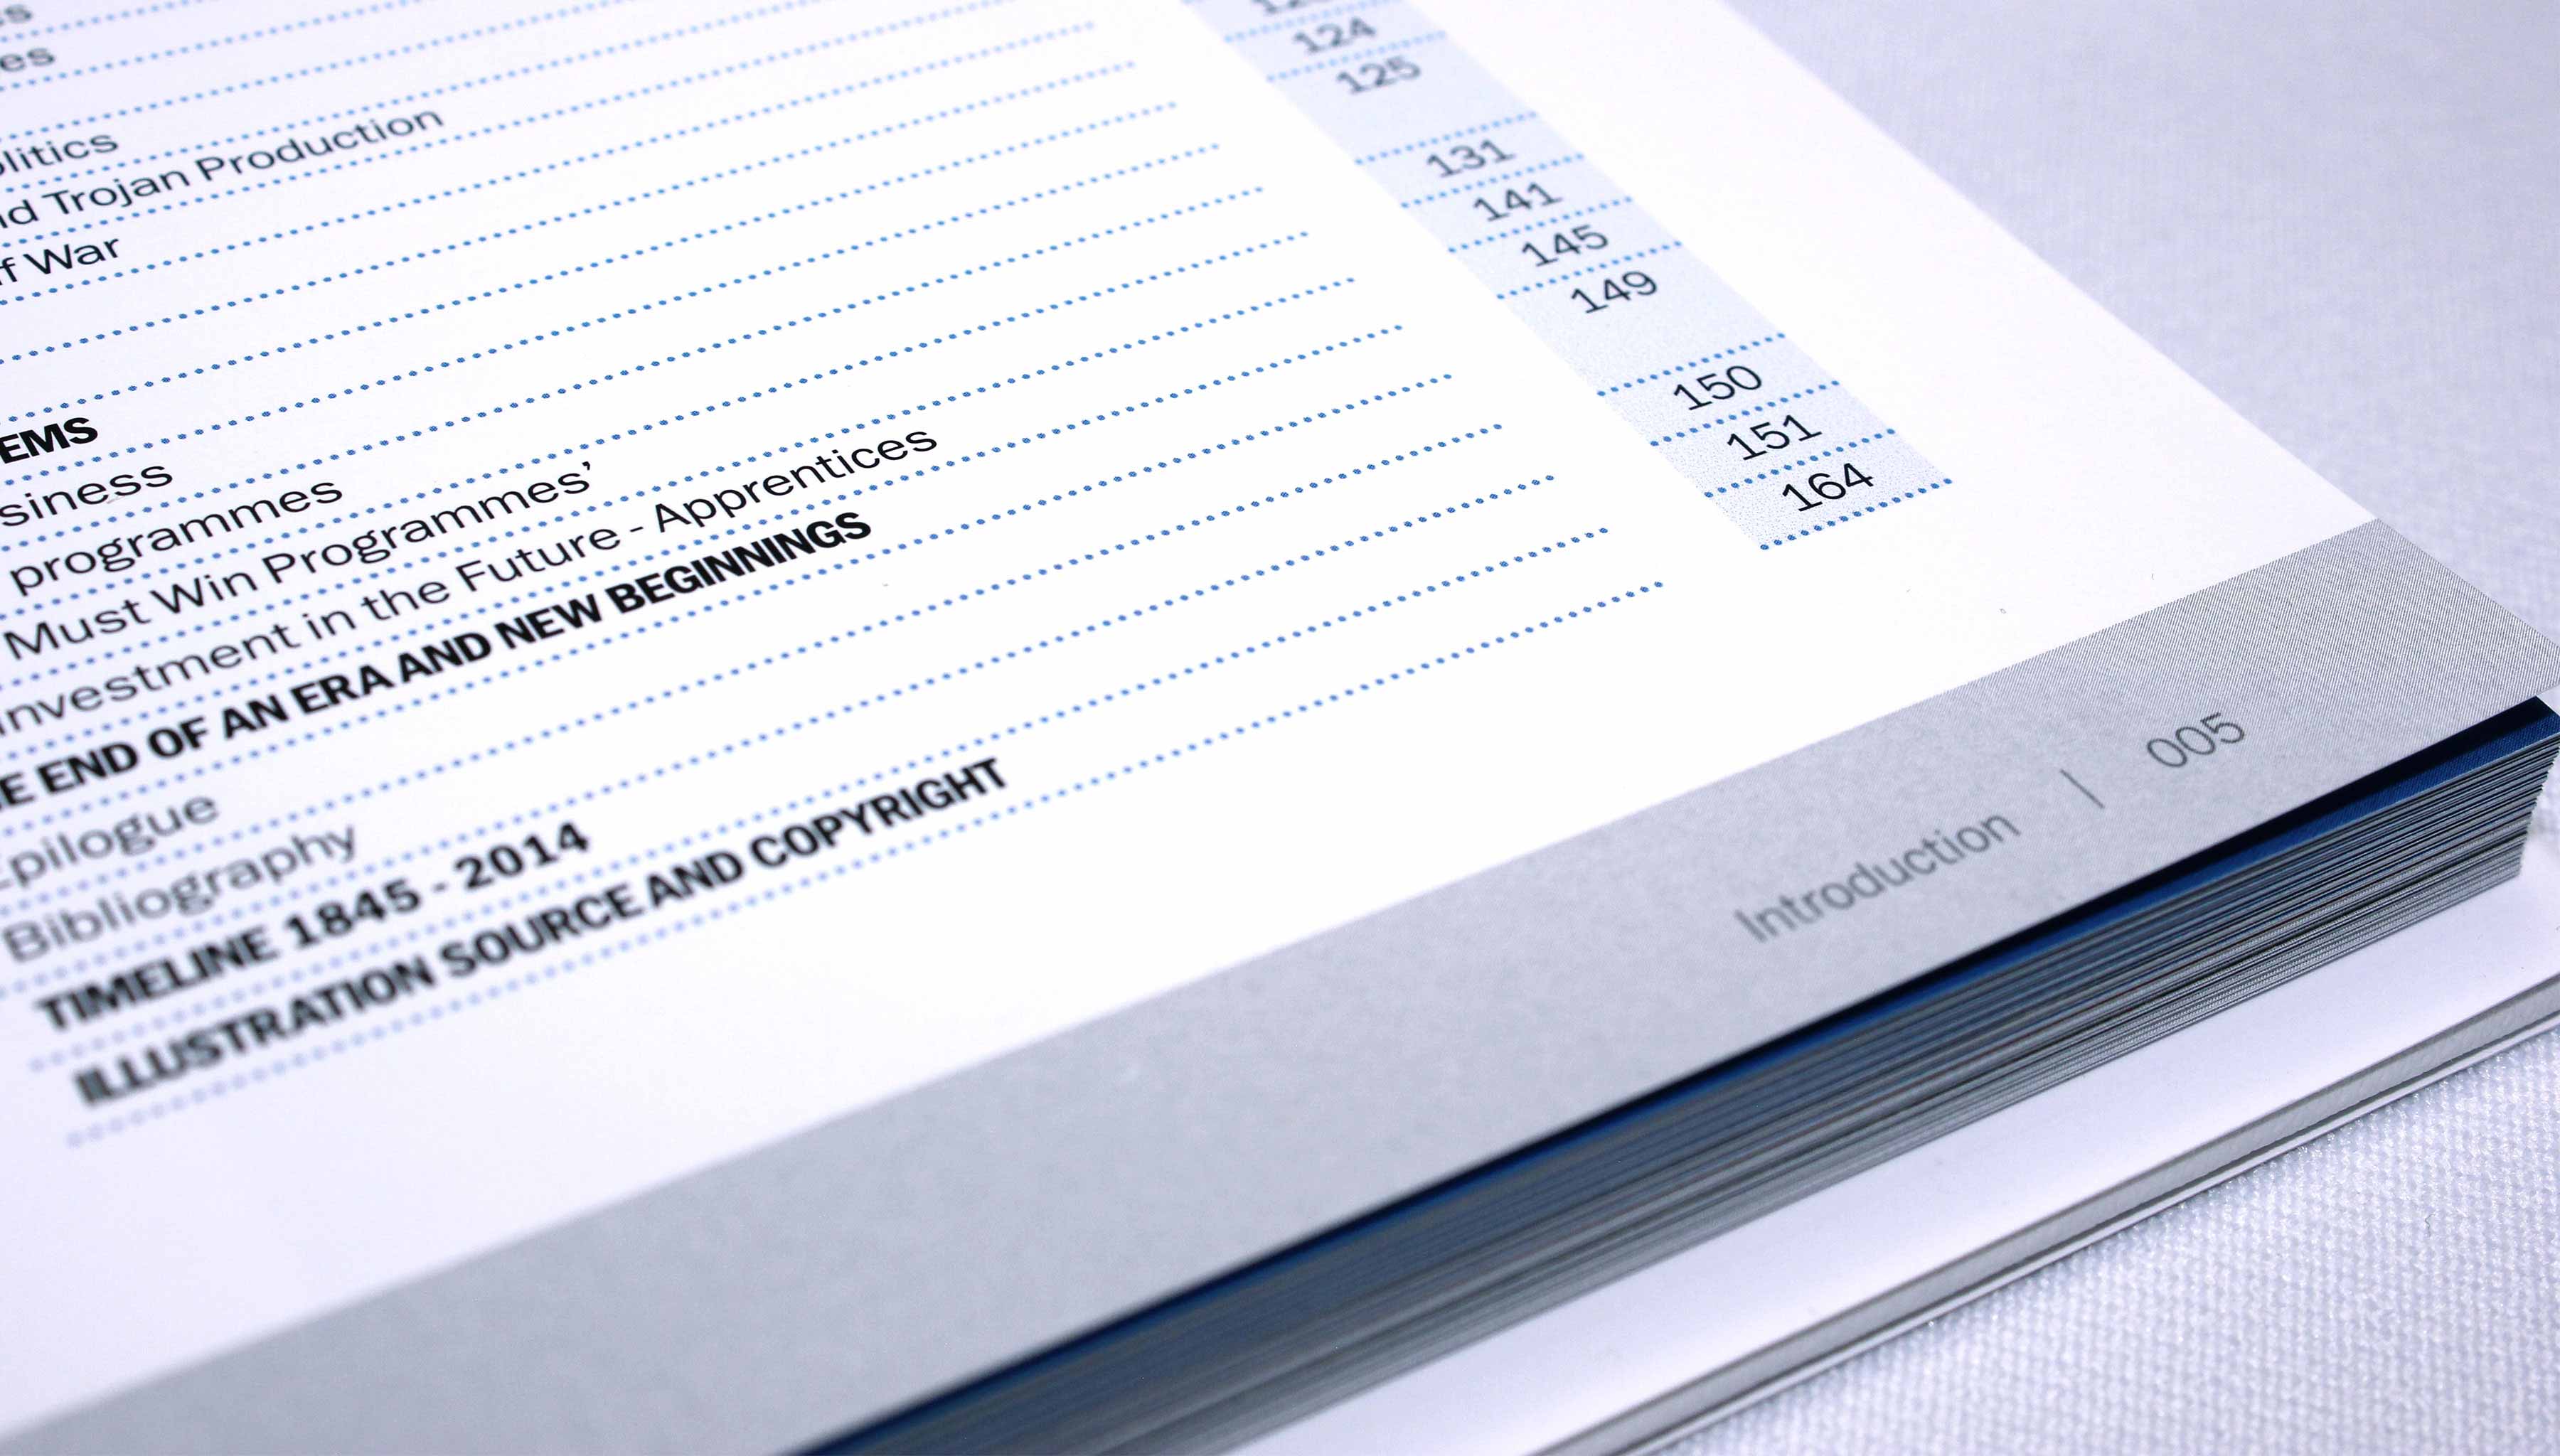 es
124
litics
nd Trojan Production
f War
EMS 125
siness
programmes 131
Must Win Programmes’ 141
Investment in the Future - Apprentices 145
E END OF AN ERA AND NEW BEGINNINGS 149
Epilogue
Bibliography 150
TIMELINE 1845 - 2014 151
ILLUSTRATION SOURCE AND COPYRIGHT 164
Introduction | 005